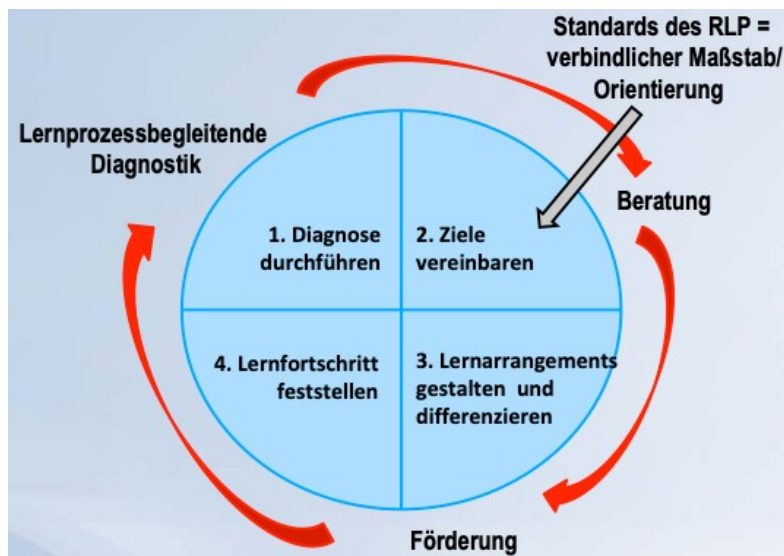 Standards des RLP =
verbindlicher Maßstab/
Orientierung
Lernprozessbegleitende
Diagnostik
Beratung
1. Diagnose
durchführen
2. Ziele
vereinbaren
4. Lernfortschritt
feststellen
3. Lernarrangements
gestalten und
differenzieren
Förderung